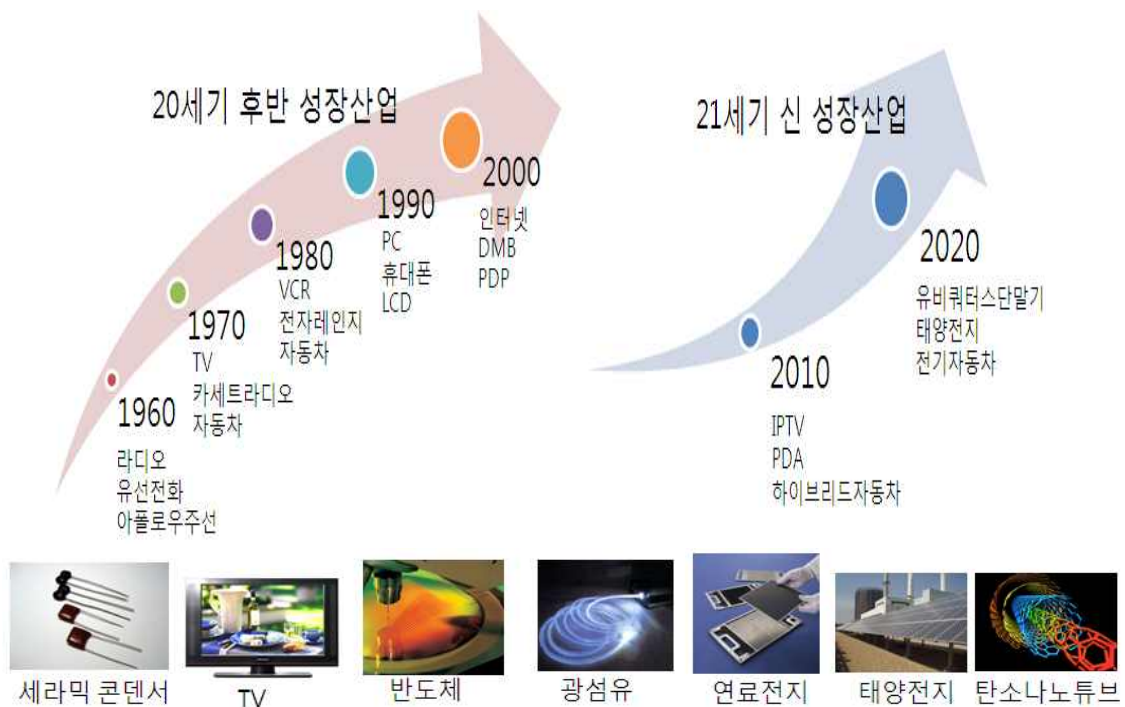 20세기 후반 성장산업
1960
라디오
유선전화
아폴로우주선
1970
TV
카세트라디오
자동차
1980
VCR
전자레인지
자동차
1990
PC
휴대폰
LCD
2000
인터넷
DMB
PDP
21세기 신 성장산업
2010
IPTV
PDA
하이브리드자동차
2020
유비쿼터스단말기
태양전지
전기자동차
세라믹 콘덴서
TV
반도체
광섬유
연료전지
태양전지
탄소나노튜브